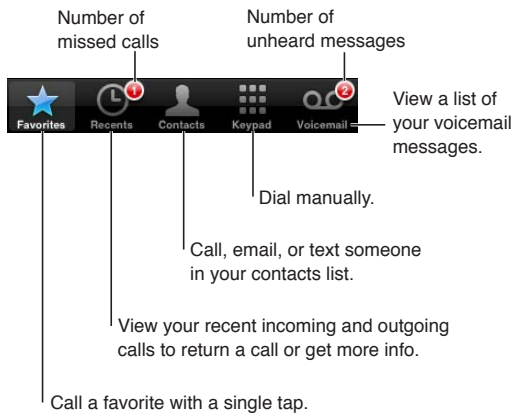 Number of
missed calls
Number of
unheard messages
1
2
Favorites
Recents
Contacts
Keypad
Voicemail
View a list of
your voicemail
messages.
Dial manually.
Call, email, or text someone
in your contacts list.
View your recent incoming and outgoing
calls to return a call or get more info.
Call a favorite with a single tap.